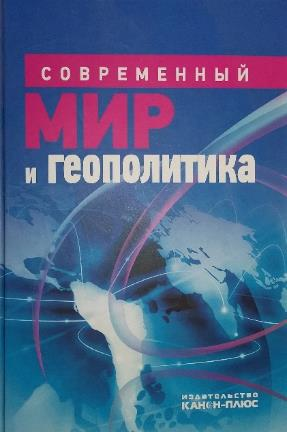 СОВРЕМЕННЫЙ
МИР
и ГЕОПОЛИТИКА
ИЗДАТЕЛЬСТВО
КАНОН-ПЛЮС